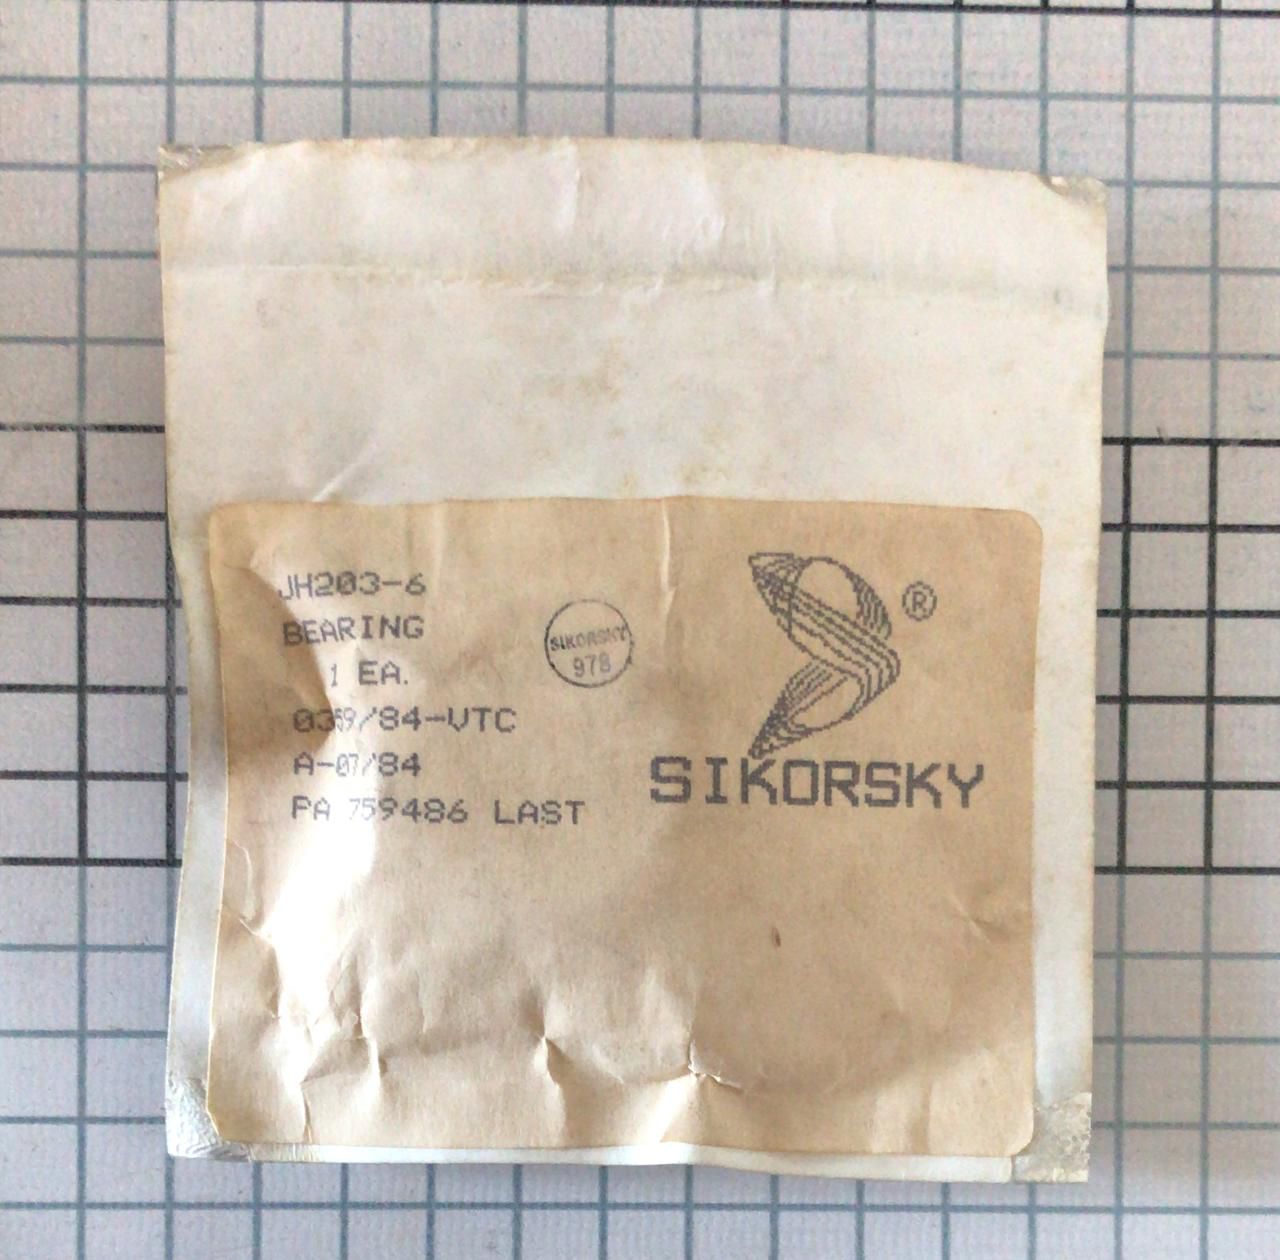 JH203-6
BEARING
1 EA.
/84-VTC
A-07/84
PA 759486 LAST
SIKORSKY
978
®
SIKORSKY